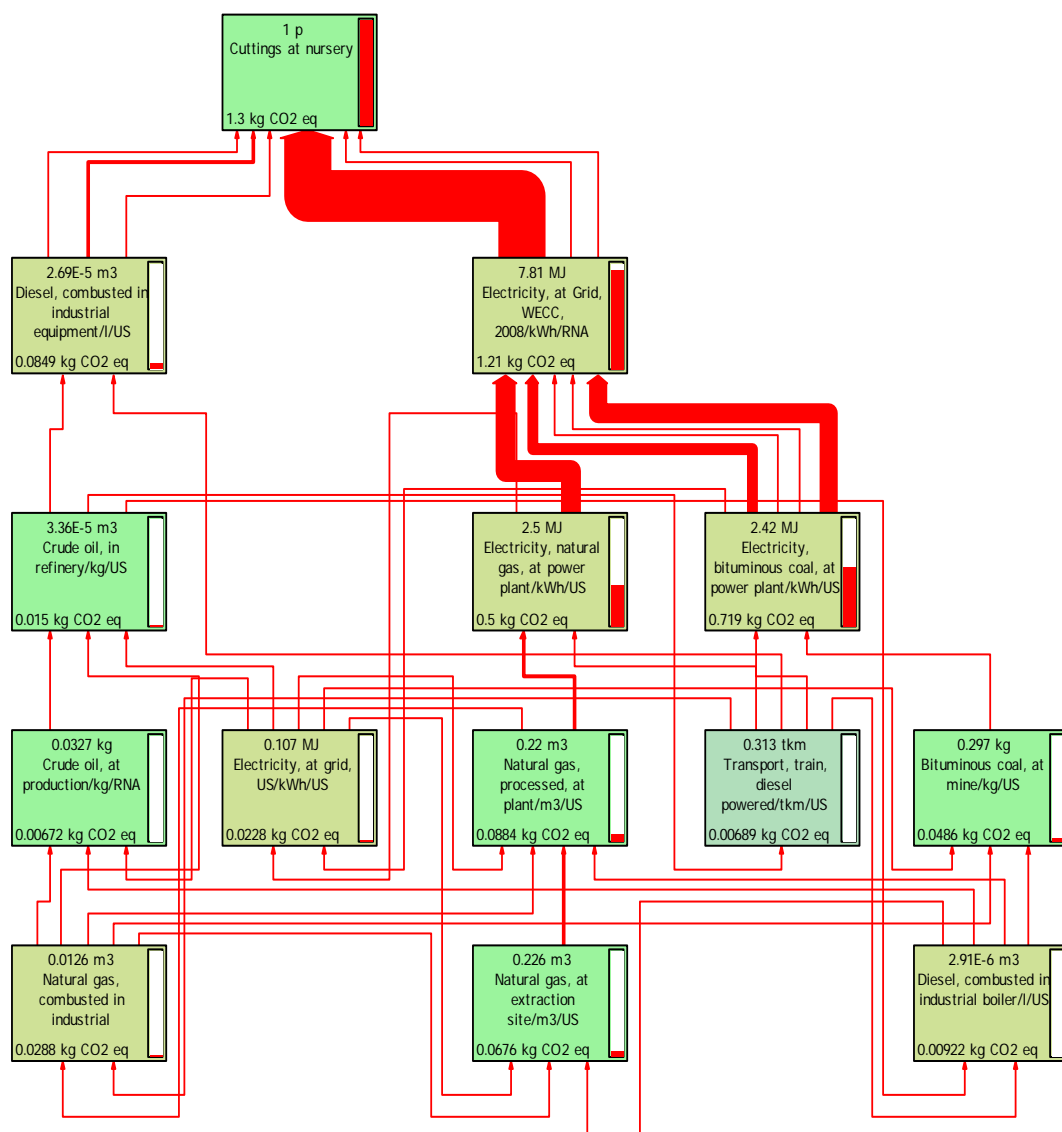 1 p
Cuttings at nursery
1.3 kg CO2 eq
2.69E-5 m3
Diesel, combusted in
industrial
equipment/l/US
0.0849 kg CO2 eq
7.81 MJ
Electricity, at Grid,
WECC,
2008/kWh/RNA
1.21 kg CO2 eq
3.36E-5 m3
Crude oil, in
refinery/kg/US
0.015 kg CO2 eq
2.5 MJ
Electricity, natural
gas, at power
plant/kWh/US
0.5 kg CO2 eq
2.42 MJ
Electricity,
bituminous coal, at
power plant/kWh/US
0.719 kg CO2 eq
0.0327 kg
Crude oil, at
production/kg/RNA
0.00672 kg CO2 eq
0.107 MJ
Electricity, at grid,
US/kWh/US
0.0228 kg CO2 eq
0.22 m3
Natural gas,
processed, at
plant/m3/US
0.0884 kg CO2 eq
0.313 tkm
Transport, train,
diesel
powered/tkm/US
0.00689 kg CO2 eq
0.297 kg
Bituminous coal, at
mine/kg/US
0.0486 kg CO2 eq
0.0126 m3
Natural gas,
combusted in
industrial
0.0288 kg CO2 eq
0.226 m3
Natural gas, at
extraction
site/m3/US
0.0676 kg CO2 eq
2.91E-6 m3
Diesel, combusted in
industrial boiler/l/US
0.00922 kg CO2 eq